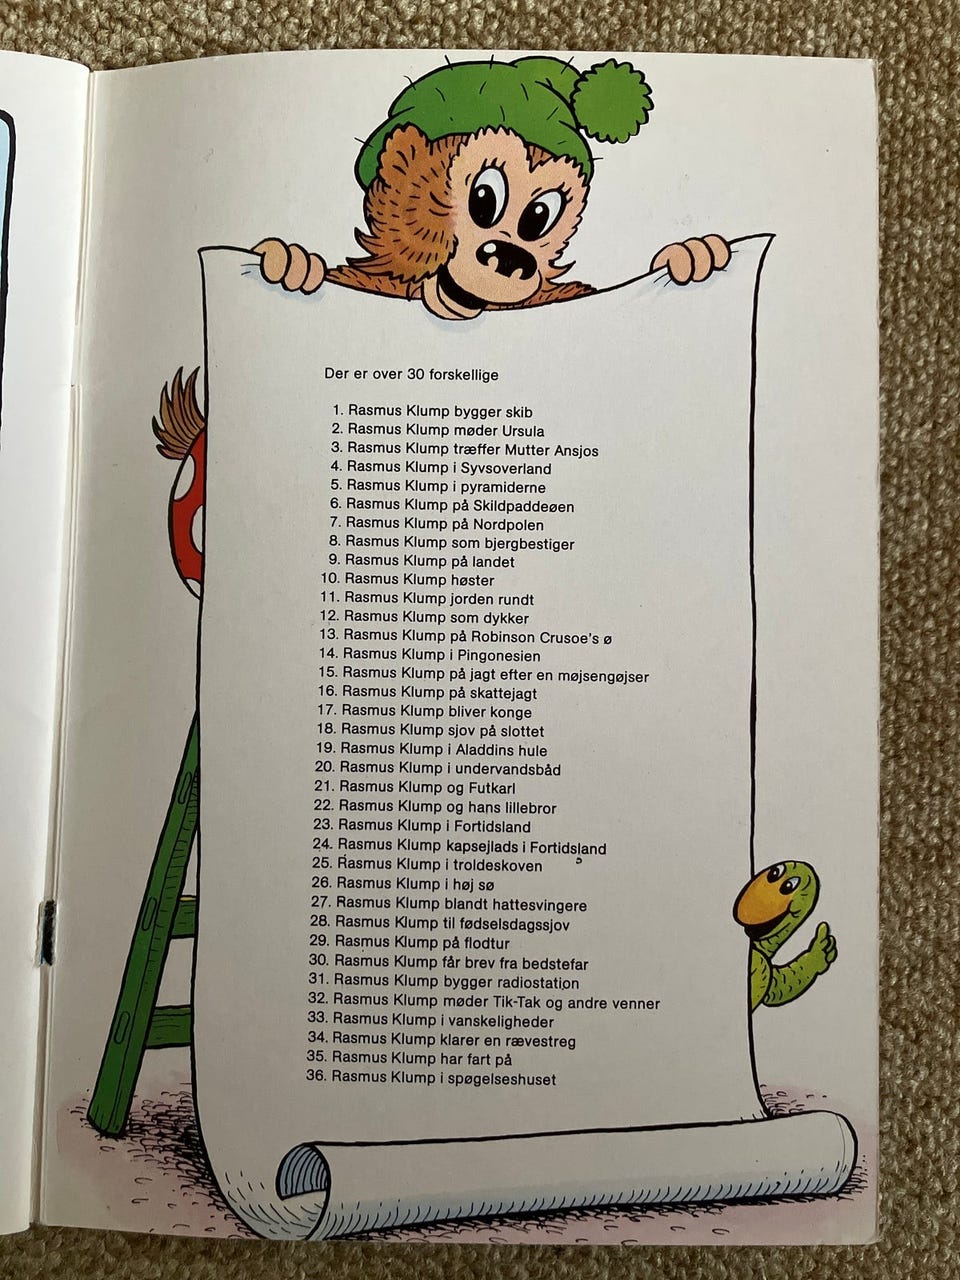 Der er over 30 forskellige
1. Rasmus Klump bygger skib
2. Rasmus Klump møder Ursula
3. Rasmus Klump træffer Mutter Ansjos
4. Rasmus Klump i Syvsoverland
5. Rasmus Klump i pyramiderne
6. Rasmus Klump på Skildpaddeøen
7. Rasmus Klump på Nordpolen
8. Rasmus Klump som bjergbestiger
9. Rasmus Klump på landet
10. Rasmus Klump høster
11. Rasmus Klump jorden rundt
12. Rasmus Klump som dykker
13. Rasmus Klump på Robinson Crusoe's ø
14. Rasmus Klump i Pingonesien
15. Rasmus Klump på jagt efter en møjsengøjser
16. Rasmus Klump på skattejagt
17. Rasmus Klump bliver konge
18. Rasmus Klump sjov på slottet
19. Rasmus Klump i Aladdins hule
20. Rasmus Klump i undervandsbåd
21. Rasmus Klump og Futkarl
22. Rasmus Klump og hans lillebror
23. Rasmus Klump i Fortidsland
24. Rasmus Klump kapsejlads i Fortidsland
25. Rasmus Klump i troldeskoven
26. Rasmus Klump i høj sø
27. Rasmus Klump blandt hattesvingere
28. Rasmus Klump til fødselsdagssjov
29. Rasmus Klump på flodtur
30. Rasmus Klump får brev fra bedstefar
31. Rasmus Klump bygger radiostation
32. Rasmus Klump møder Tik-Tak og andre venner
33. Rasmus Klump i vanskeligheder
34. Rasmus Klump klarer en rævestreg
35. Rasmus Klump har fart på
36. Rasmus Klump i spøgelseshuset